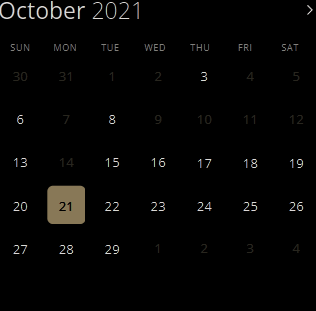 October 2021
SUN MON TUE WED THU FRI SAT
30 31 1 2 3 4 5
6 7 8 9 10 11 12
13 14 15 16 17 18 19
20 21 22 23 24 25 26
27 28 29 1 2 3 4